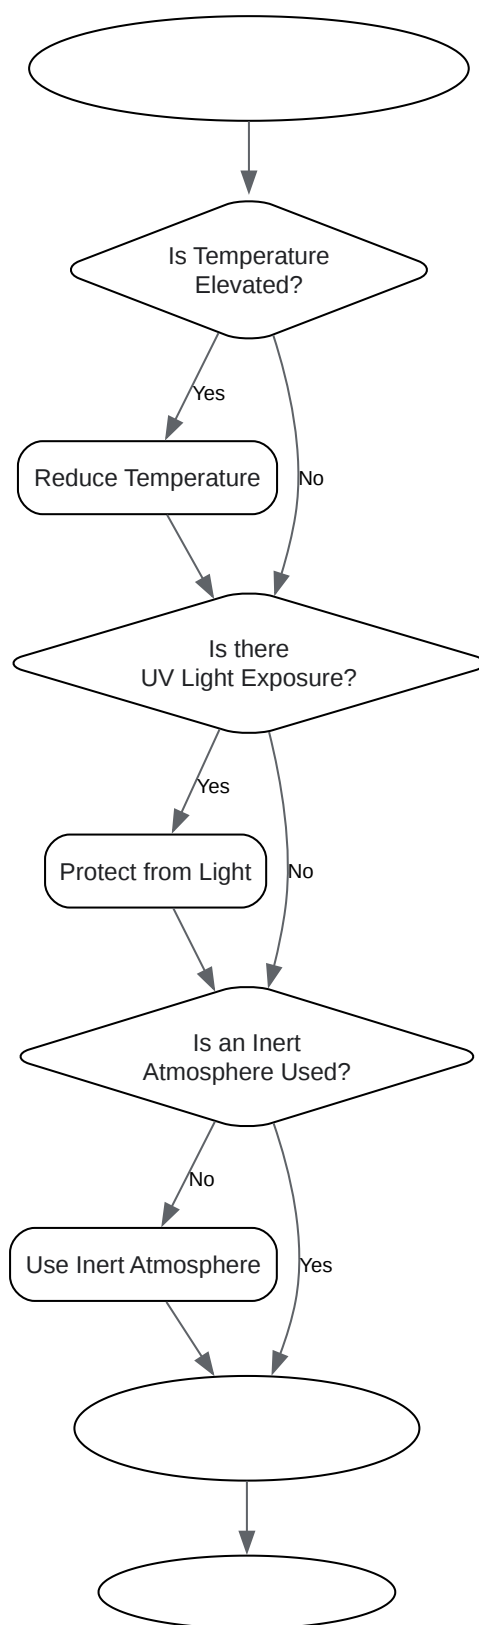 Is Temperature
Elevated?
Yes
Reduce Temperature
No
Is there
UV Light Exposure?
Yes
Protect from Light
No
Is an Inert
Atmosphere Used?
No
Use Inert Atmosphere
Yes